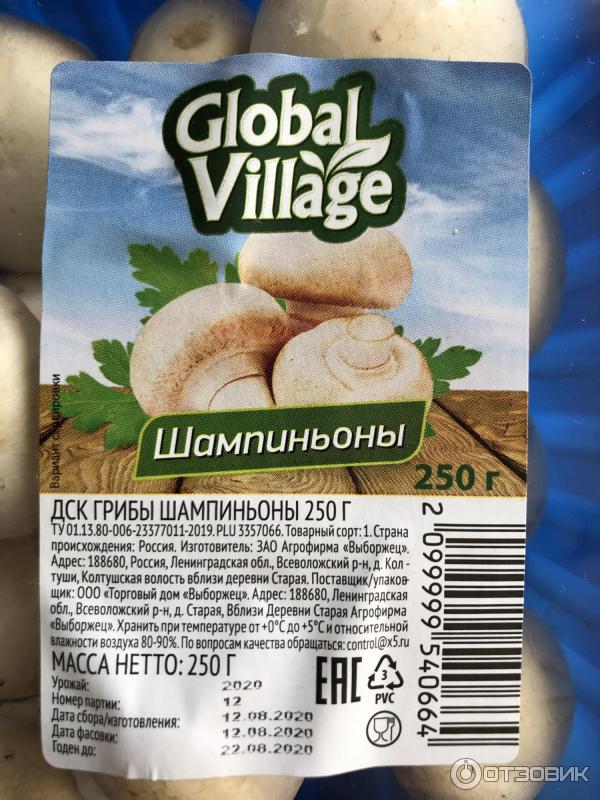 Global
Village
Шампиньоны
250 г
Вариант сервировки
ДСК ГРИБЫ ШАМПИНЬОНЫ 250 Г
ТУ 01.13.80-006-23377011-2019. PLU 3357066. Товарный сорт: 1. Страна
происхождения: Россия. Изготовитель: ЗАО Агрофирма «Выборжец».
Адрес: 188680, Россия, Ленинградская обл., Всеволожский р-н, д. Кол-
туши, Колтушская волость вблизи деревни Старая. Поставщик/упаков-
щик: ООО «Торговый дом «Выборжец». Адрес: 188680, Ленинградская
обл., Всеволожский р-н, д. Старая, Вблизи Деревни Старая Агрофирма
«Выборжец». Хранить при температуре от +0°С до +5°С и относительной
влажности воздуха 80-90%. По вопросам качества обращаться: control@x5.ru
МАССА НЕТТО: 250 Г
Урожай: 2020
Номер партии: 12
Дата сбора/изготовления: 12.08.2020
Дата фасовки: 12.08.2020
Годен до: 22.08.2020
EAC
3
PVC
2 099999 540664
ОТЗОВИК